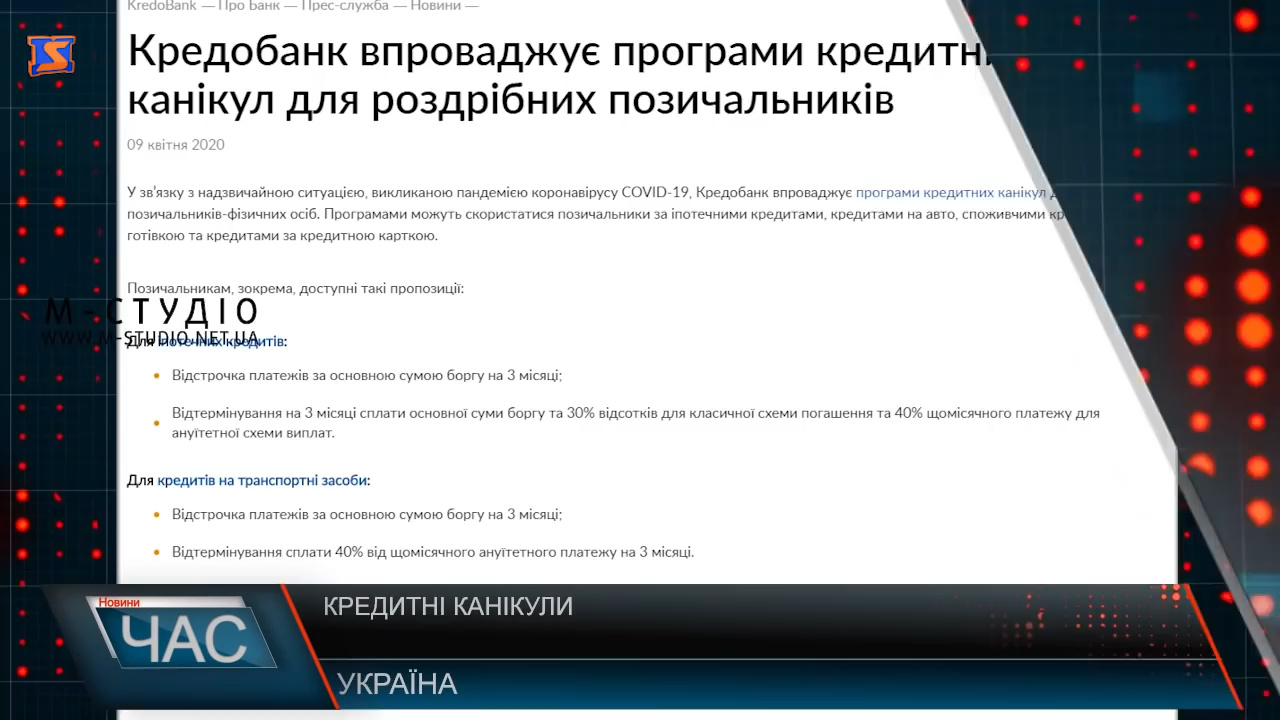 KredoBank — Про Банк — Прес-служба — Новини —
Кредобанк впроваджує програми
канікул для роздрібних позичальників
09 квітня 2020
У зв'язку з надзвичайною ситуацією, викликаною пандемією коронавірусу COVID-19, Кредобанк впроваджує програми кредитних канікул
позичальників-фізичних осіб. Програмами можуть скористатися позичальники за іпотечними кредитами, кредитами на авто, споживчими
готівкою та кредитами за кредитною карткою.
Позичальникам, зокрема, доступні такі пропозиції:
М-СТУДІО
WWW.M-STUDIO.NET.UA
Для іпотечних кредитів:
• Відстрочка платежів за основною сумою боргу на 3 місяці;
• Відтермінування на 3 місяці сплати основної суми боргу та 30% відсотків для класичної схеми погашення та 40% щомісячного платежу для
ануїтетної схеми виплат.
Для кредитів на транспортні засоби:
• Відстрочка платежів за основною сумою боргу на 3 місяці;
• Відтермінування сплати 40% від щомісячного ануїтетного платежу на 3 місяці.
Новини
ЧАС
КРЕДИТНІ КАНІКУЛИ
УКРАЇНА